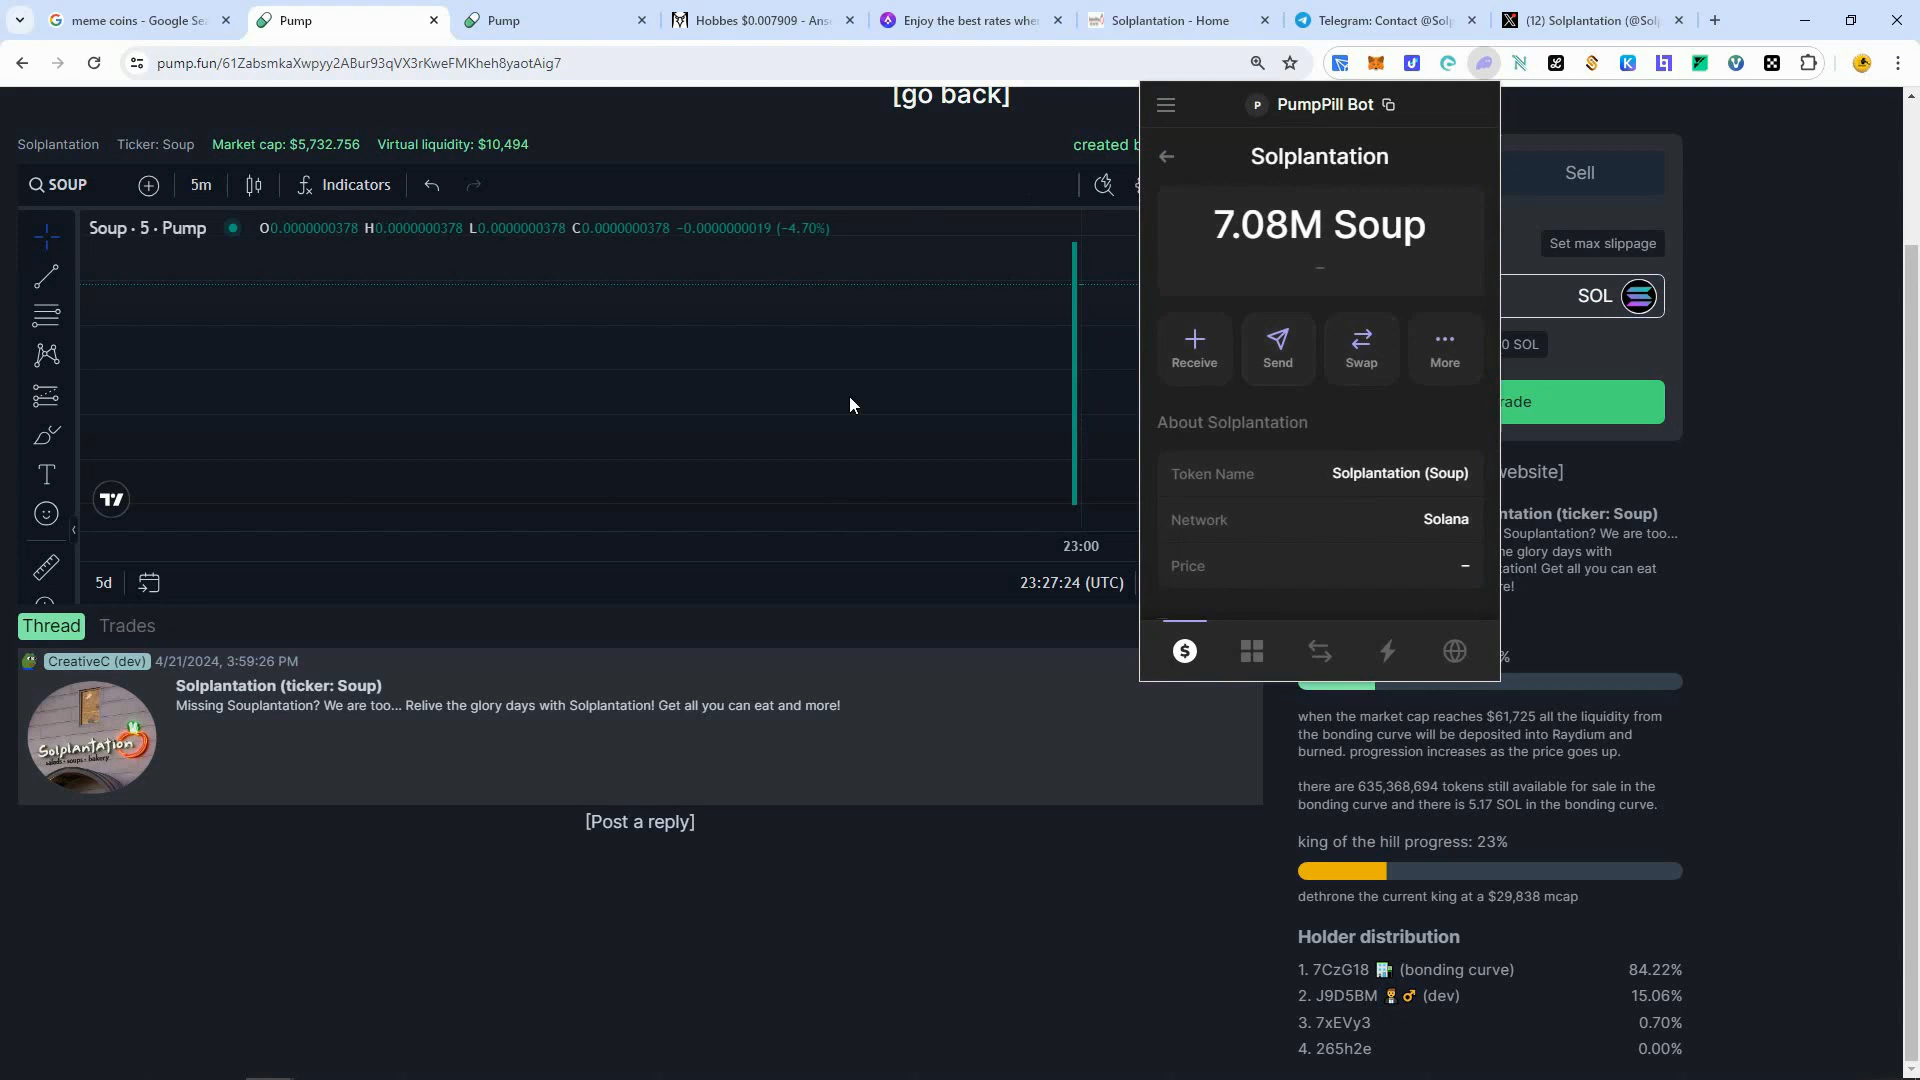 meme coins - Google Se
Pump
Pump
Hobbes $0.007909 - Ans
Enjoy the best rates whe
Solplantation - Home
Telegram: Contact @Sol
(12) Solplantation (@Sol
pump.fun/61ZabsmkaXwpyy2ABur93qVX3rKweFMKheh8yaotAig7
[go back]
Solplantation Ticker: Soup Market cap: $5,732.756 Virtual liquidity: $10,494
created b
SOUP
5m
Indicators
Soup · 5 · Pump O0.0000000378 H0.0000000378 L0.0000000378 C0.0000000378 −0.0000000019 (−4.70%)
23:00
5d
23:27:24 (UTC)
Thread Trades
CreativeC (dev) 4/21/2024, 3:59:26 PM
Solplantation (ticker: Soup)
Missing Souplantation? We are too... Relive the glory days with Solplantation! Get all you can eat and more!
Solplantation
salads · soups · bakery
[Post a reply]
P PumpPill Bot
Solplantation
7.08M Soup
–
Receive
Send
Swap
More
About Solplantation
Token Name Solplantation (Soup)
Network Solana
Price –
Sell
Set max slippage
SOL
0 SOL
rade
website]
ntation (ticker: Soup)
Souplantation? We are too...
he glory days with
ation! Get all you can eat
re!
%
when the market cap reaches $61,725 all the liquidity from
the bonding curve will be deposited into Raydium and
burned. progression increases as the price goes up.
there are 635,368,694 tokens still available for sale in the
bonding curve and there is 5.17 SOL in the bonding curve.
king of the hill progress: 23%
dethrone the current king at a $29,838 mcap
Holder distribution
1. 7CzG18 🏦 (bonding curve) 84.22%
2. J9D5BM 🤵‍♂️ (dev) 15.06%
3. 7xEVy3 0.70%
4. 265h2e 0.00%